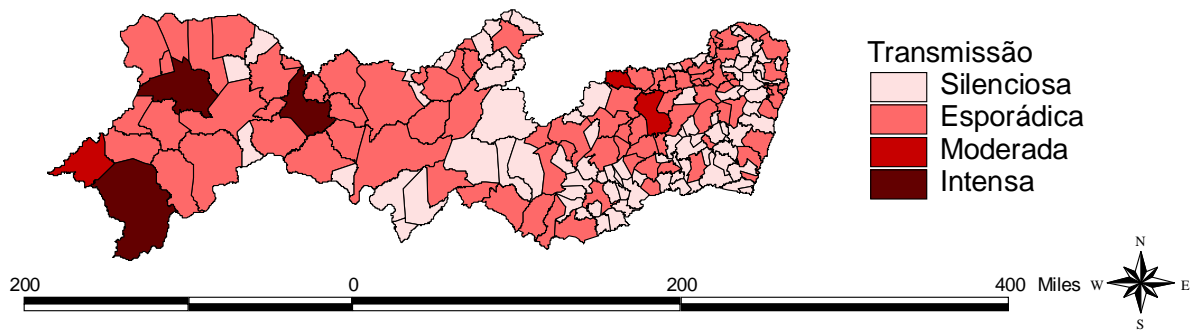 Transmissão
Silenciosa
Esporádica
Moderada
Intensa
200 0 200 400 Miles
N
W E
S